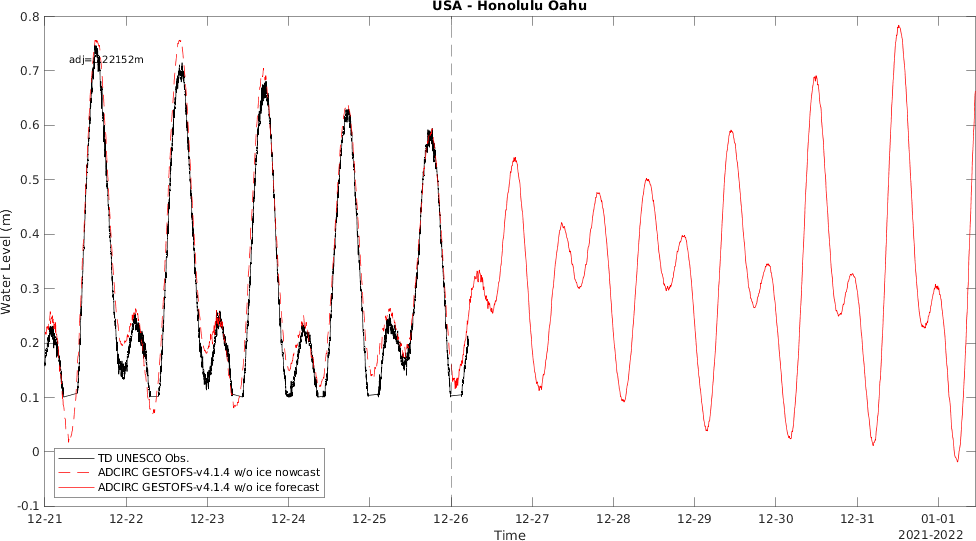 USA - Honolulu Oahu
0.8
0.7
0.6
0.5
0.4
0.3
0.2
0.1
0
-0.1
Water Level (m)
TD UNESCO Obs.
ADCIRC GESTOFS-v4.1.4 w/o ice nowcast
ADCIRC GESTOFS-v4.1.4 w/o ice forecast
12-21 12-22 12-23 12-24 12-25 12-26 12-27 12-28 12-29 12-30 12-31 01-01
Time
2021-2022